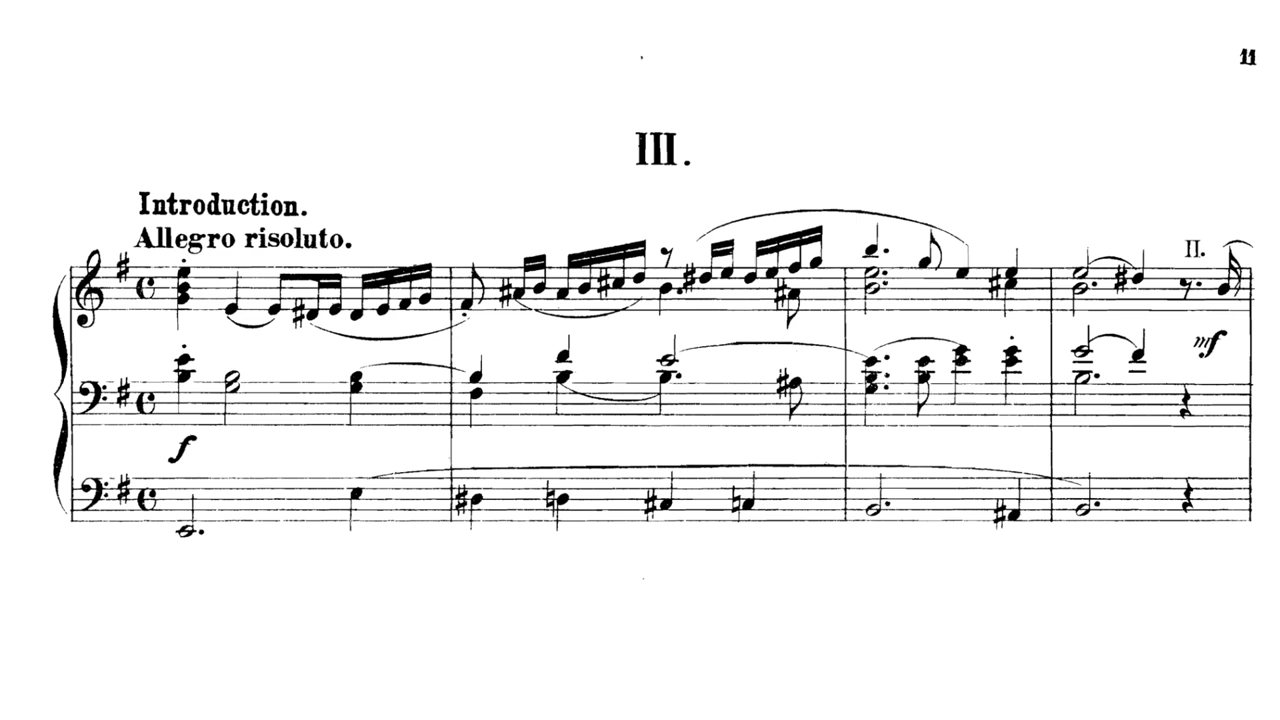 11
III.
Introduction.
Allegro risoluto.
II.
mf
f